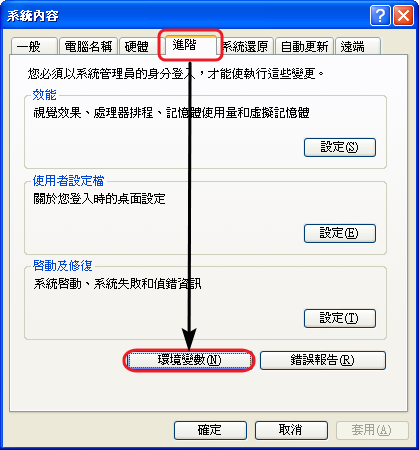 系統內容
一般 電腦名稱 硬體 進階 系統還原 自動更新 遠端
您必須以系統管理員的身分登入，才能使執行這些變更。
效能
視覺效果、處理器排程、記憶體使用量和虛擬記憶體
設定(S)
使用者設定檔
關於您登入時的桌面設定
設定(E)
啟動及修復
系統啟動、系統失敗和偵錯資訊
設定(T)
環境變數(N) 錯誤報告(R)
確定 取消 套用(A)